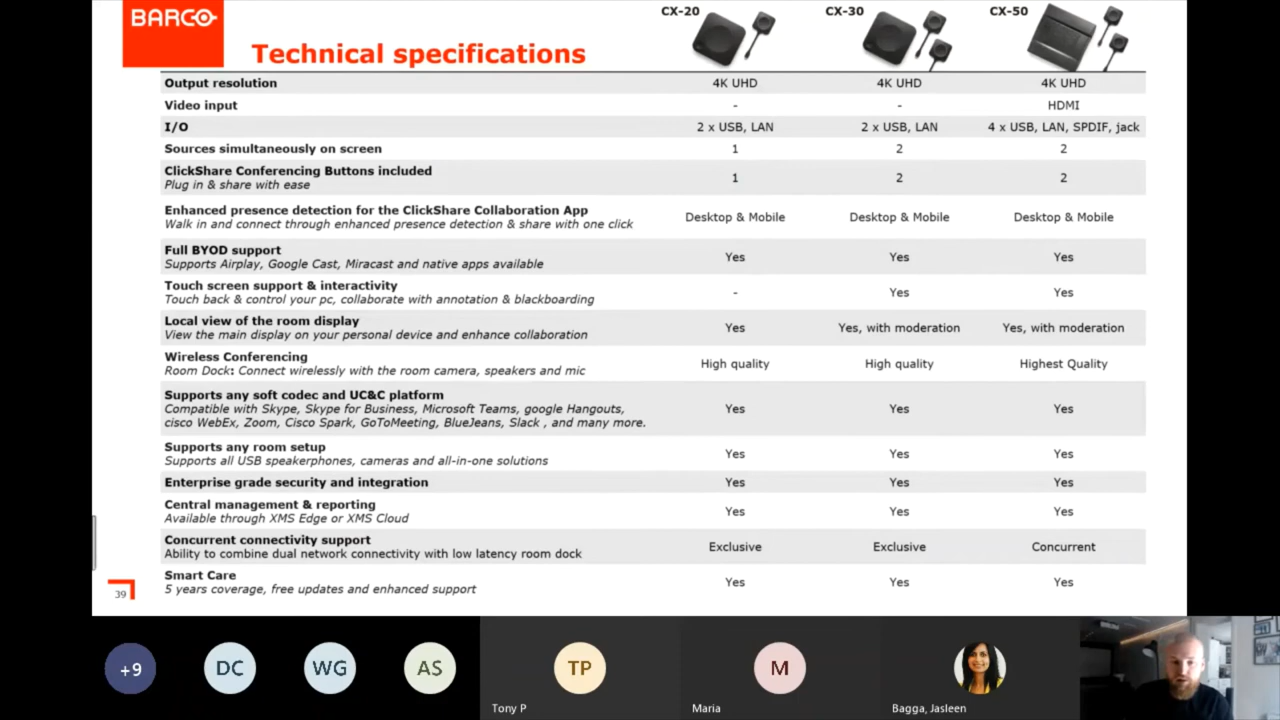 BARCO
CX-20
CX-30
CX-50
Technical specifications
Output resolution 4K UHD 4K UHD 4K UHD
Video input - - HDMI
I/O 2 x USB, LAN 2 x USB, LAN 4 x USB, LAN, SPDIF, jack
Sources simultaneously on screen 1 2 2
ClickShare Conferencing Buttons included
Plug in & share with ease
1 2 2
Enhanced presence detection for the ClickShare Collaboration App
Walk in and connect through enhanced presence detection & share with one click
Desktop & Mobile Desktop & Mobile Desktop & Mobile
Full BYOD support
Supports Airplay, Google Cast, Miracast and native apps available
Yes Yes Yes
Touch screen support & interactivity
Touch back & control your pc, collaborate with annotation & blackboarding
- Yes Yes
Local view of the room display
View the main display on your personal device and enhance collaboration
Yes Yes, with moderation Yes, with moderation
Wireless Conferencing
Room Dock: Connect wirelessly with the room camera, speakers and mic
High quality High quality Highest Quality
Supports any soft codec and UC&C platform
Compatible with Skype, Skype for Business, Microsoft Teams, google Hangouts,
cisco WebEx, Zoom, Cisco Spark, GoToMeeting, BlueJeans, Slack , and many more.
Yes Yes Yes
Supports any room setup
Supports all USB speakerphones, cameras and all-in-one solutions
Yes Yes Yes
Enterprise grade security and integration Yes Yes Yes
Central management & reporting
Available through XMS Edge or XMS Cloud
Yes Yes Yes
Concurrent connectivity support
Ability to combine dual network connectivity with low latency room dock
Exclusive Exclusive Concurrent
Smart Care
5 years coverage, free updates and enhanced support
Yes Yes Yes
39
+9
DC
WG
AS
TP
Tony P
M
Maria
Bagga, Jasleen